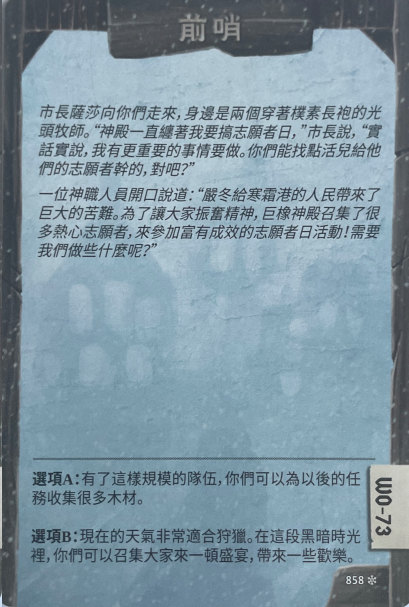 前哨
市長薩莎向你們走來，身邊是兩個穿著樸素長袍的光
頭牧師。“神殿一直纏著我要搞志願者日，”市長說，“實
話實說，我有更重要的事情要做。你們能找點活兒給他
們的志願者幹的，對吧？”
一位神職人員開口說道：“嚴冬給寒霜港的人民帶來了
巨大的苦難。為了讓大家振奮精神，巨橡神殿召集了很
多熱心志願者，來參加富有成效的志願者日活動！需要
我們做些什麼呢？”
選項A：有了這樣規模的隊伍，你們可以為以後的任
務收集很多木材。
選項B：現在的天氣非常適合狩獵。在這段黑暗時光
裡，你們可以召集大家來一頓盛宴，帶來一些歡樂。
WO-73
858